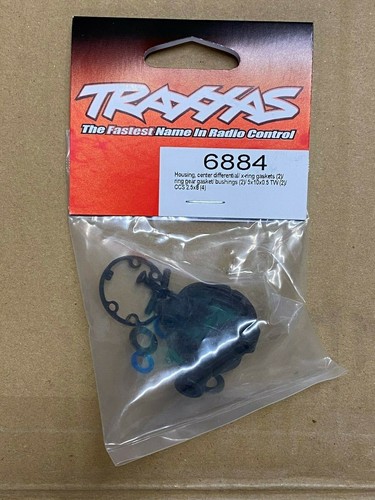 TRAXXAS
The Fastest Name In Radio Control
6884
Housing, center differential/ x-ring gaskets (2)/
ring gear gasket/ bushings (2)/ 5x10x0.5 TW (2)/
CCS 2.5x8 (4)